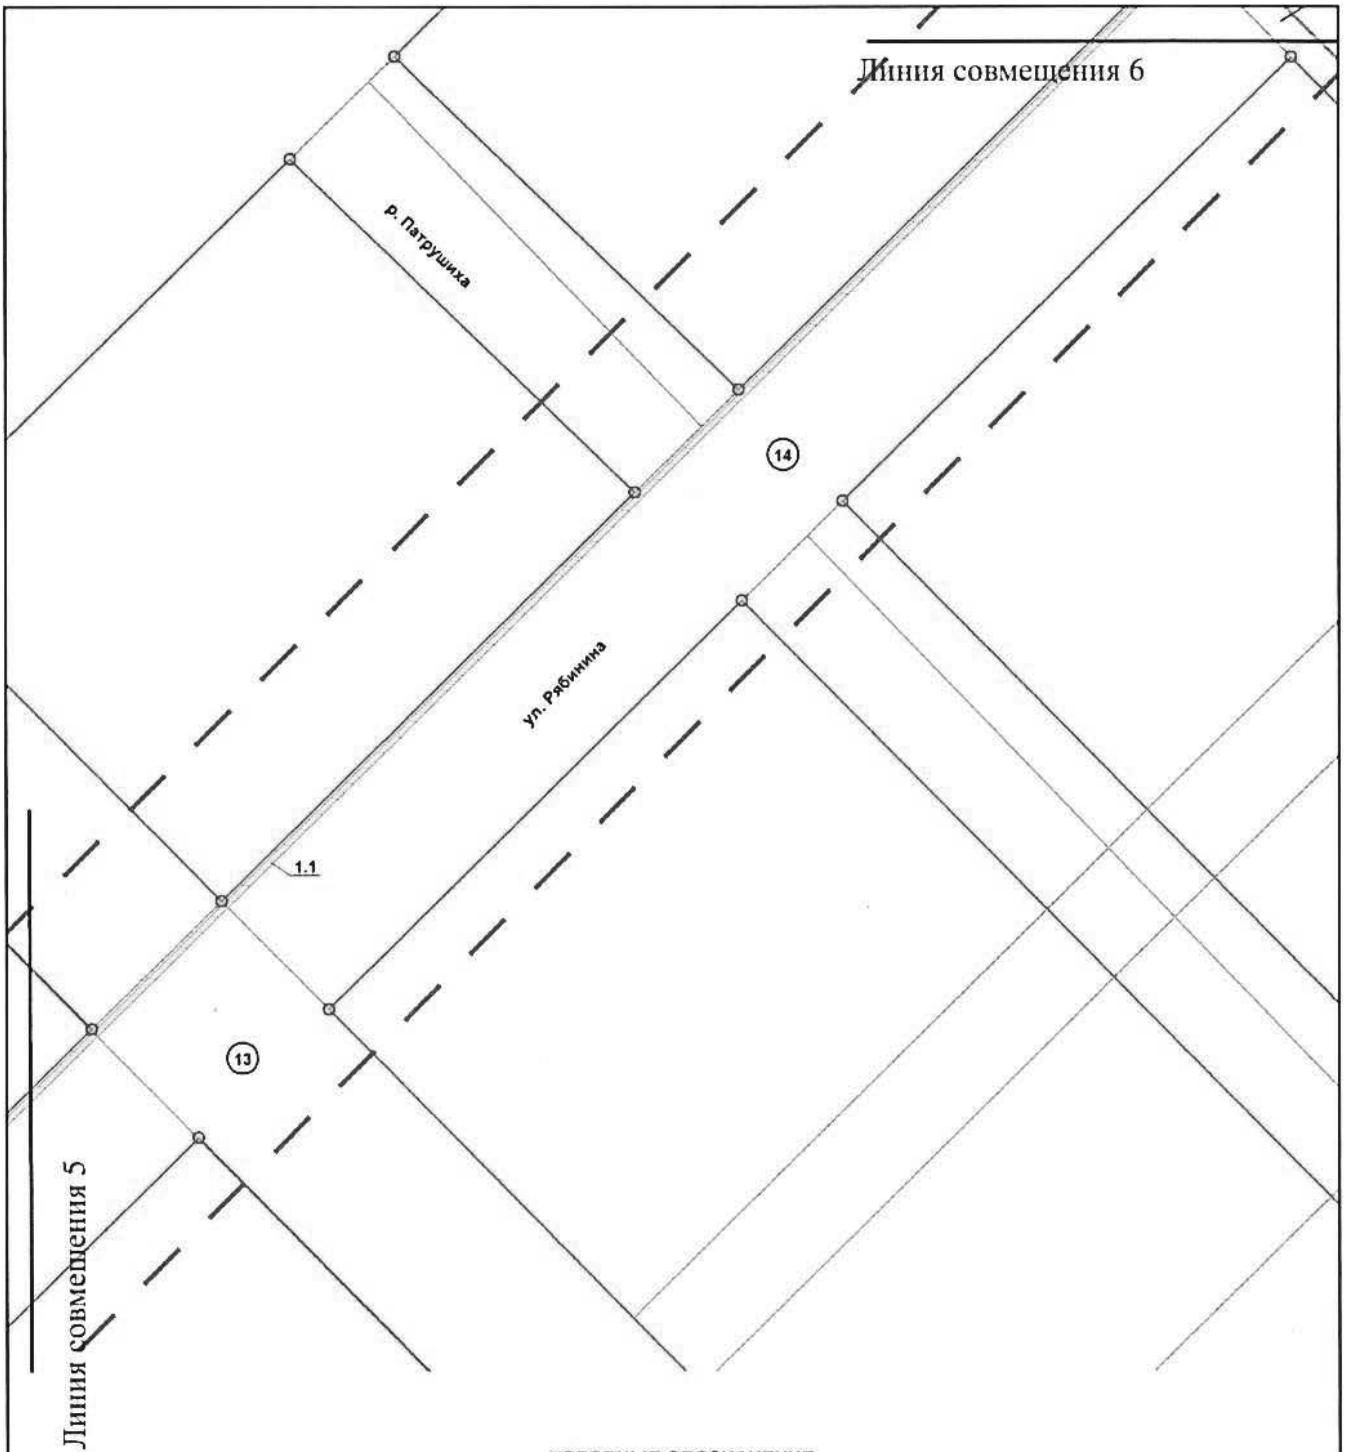 Линия совмещения 6
р. Патрушиха
14
ул. Рябинина
1.1
13
Линия совмещения 5